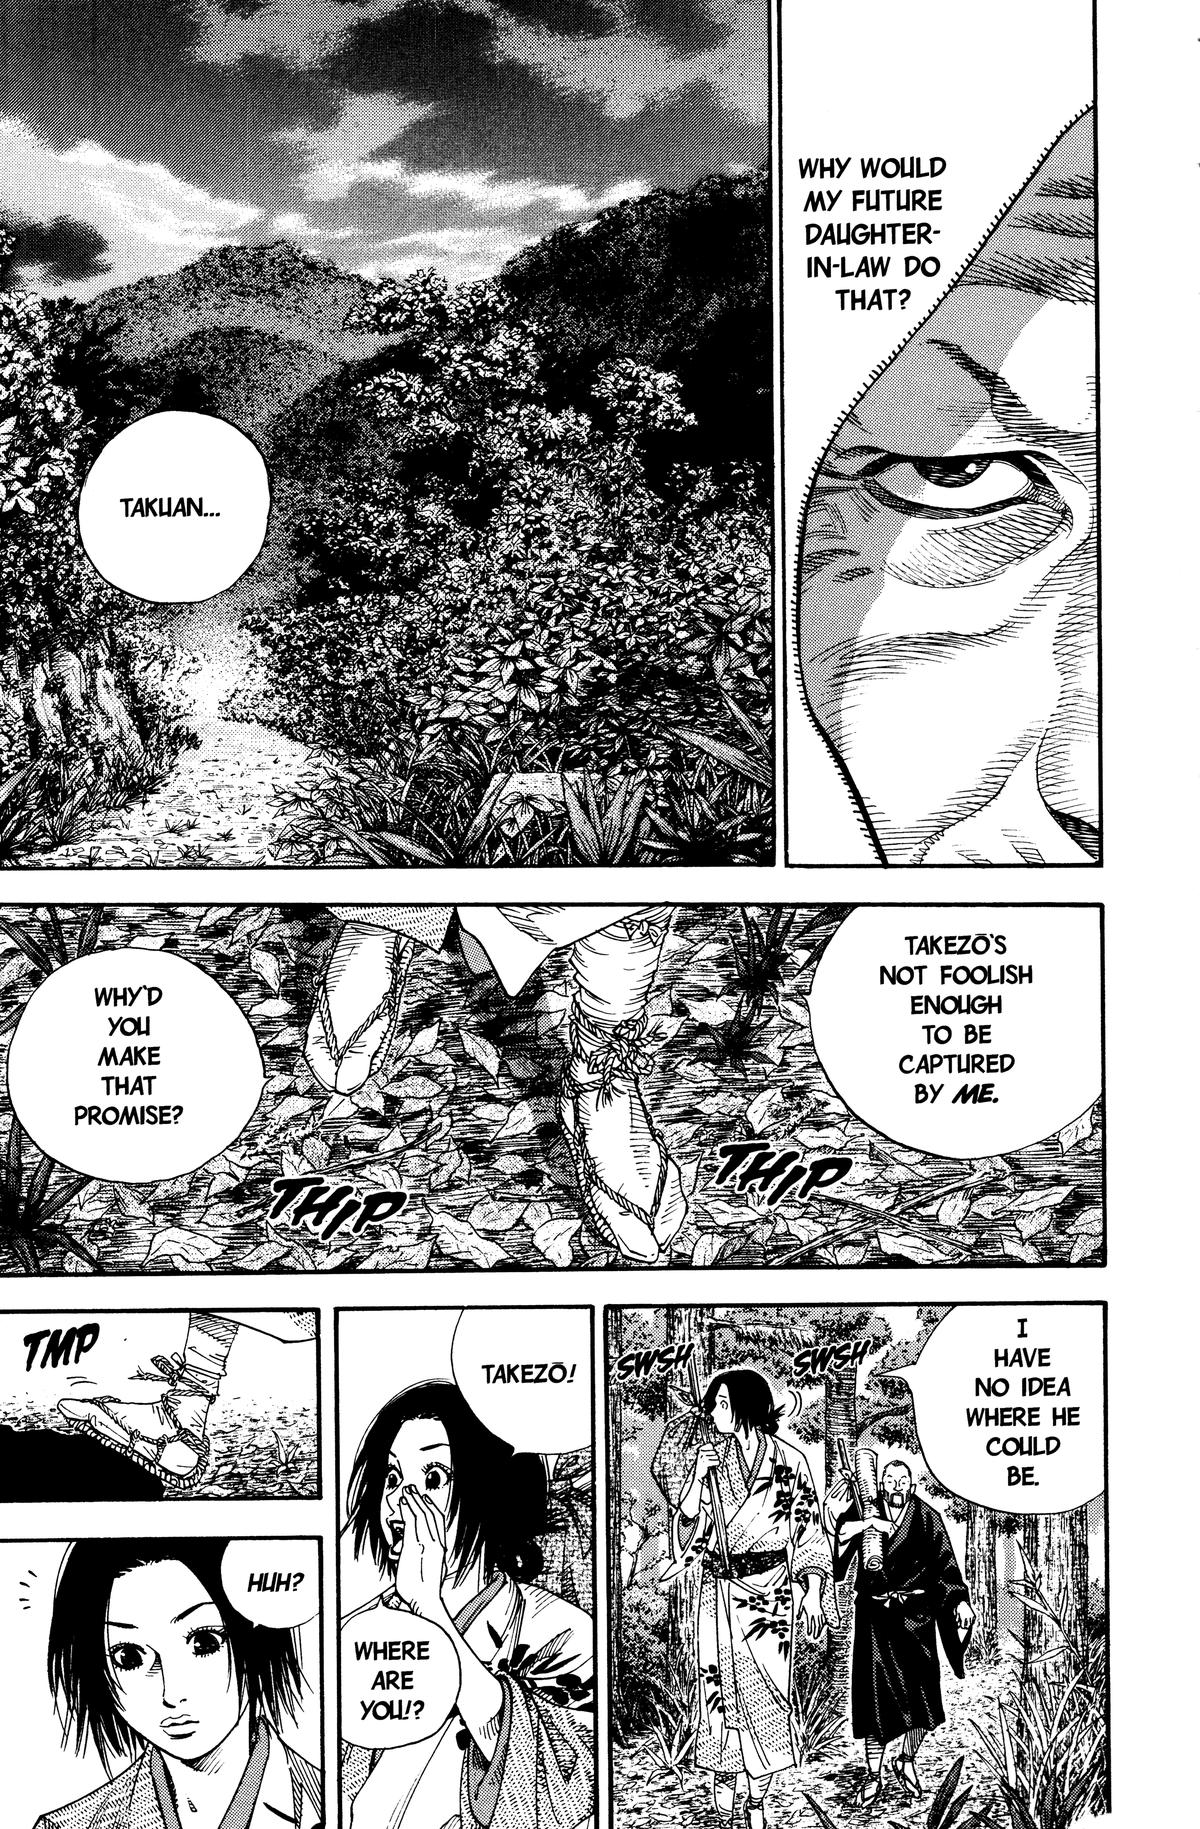 WHY WOULD
MY FUTURE
DAUGHTER-
IN-LAW DO
THAT?
TAKUAN...
TAKEZŌ'S
NOT FOOLISH
ENOUGH
TO BE
CAPTURED
BY ME.
THIP
WHY'D
YOU
MAKE
THAT
PROMISE?
THIP
I
HAVE
NO IDEA
WHERE HE
COULD
BE.
SWSH
SWSH
TAKEZŌ!
WHERE
ARE
YOU!?
TMP
HUH?